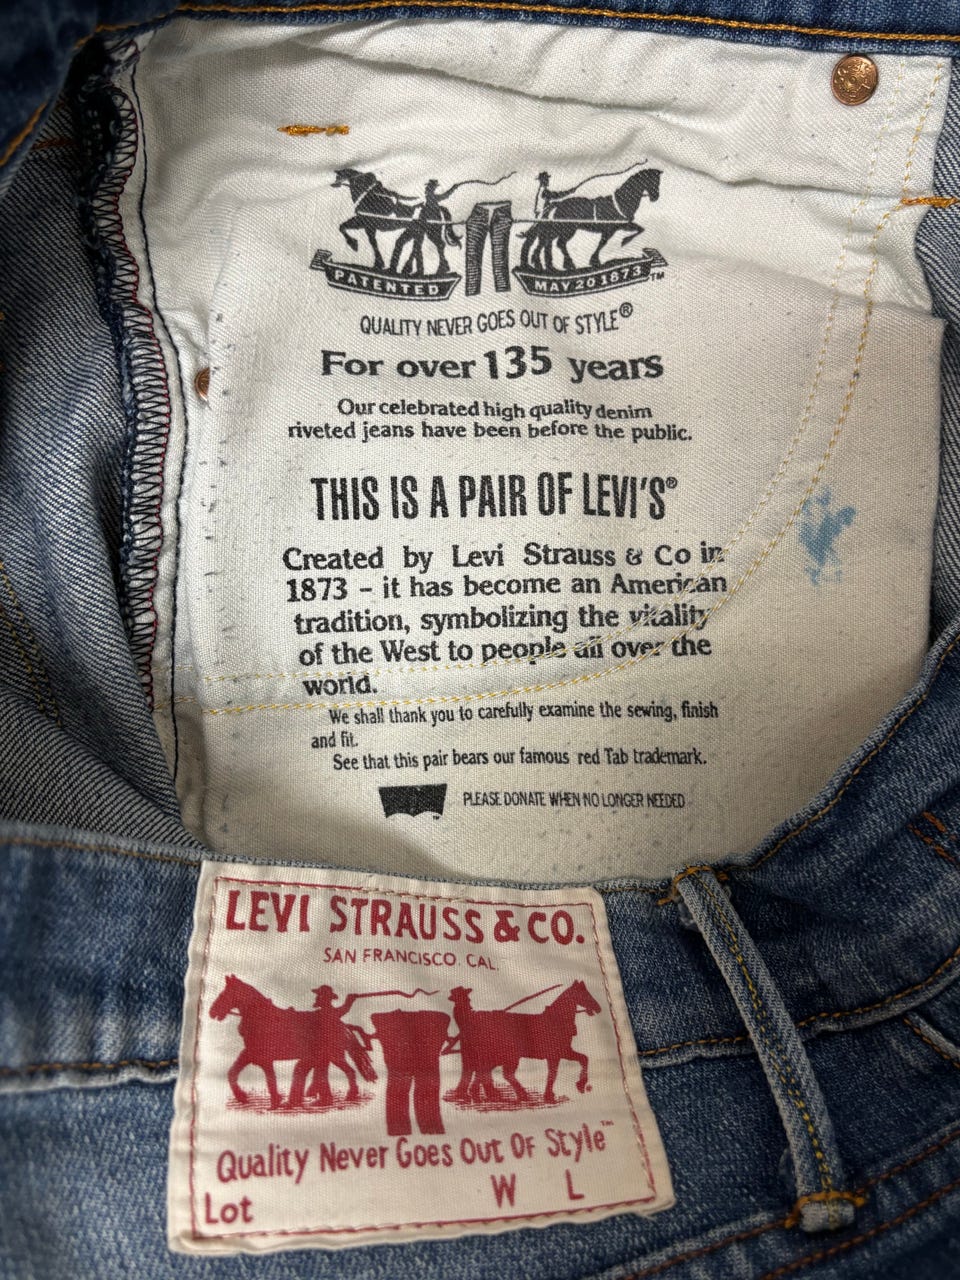 PATENTED
MAY 20 1873™
QUALITY NEVER GOES OUT OF STYLE®
For over 135 years
Our celebrated high quality denim
riveted jeans have been before the public.
THIS IS A PAIR OF LEVI'S®
Created by Levi Strauss & Co in
1873 – it has become an American
tradition, symbolizing the vitality
of the West to people all over the
world.
We shall thank you to carefully examine the sewing, finish
and fit.
See that this pair bears our famous red Tab trademark.
PLEASE DONATE WHEN NO LONGER NEEDED
LEVI STRAUSS & CO.
SAN FRANCISCO. CAL.
Quality Never Goes Out Of Style™
Lot W L